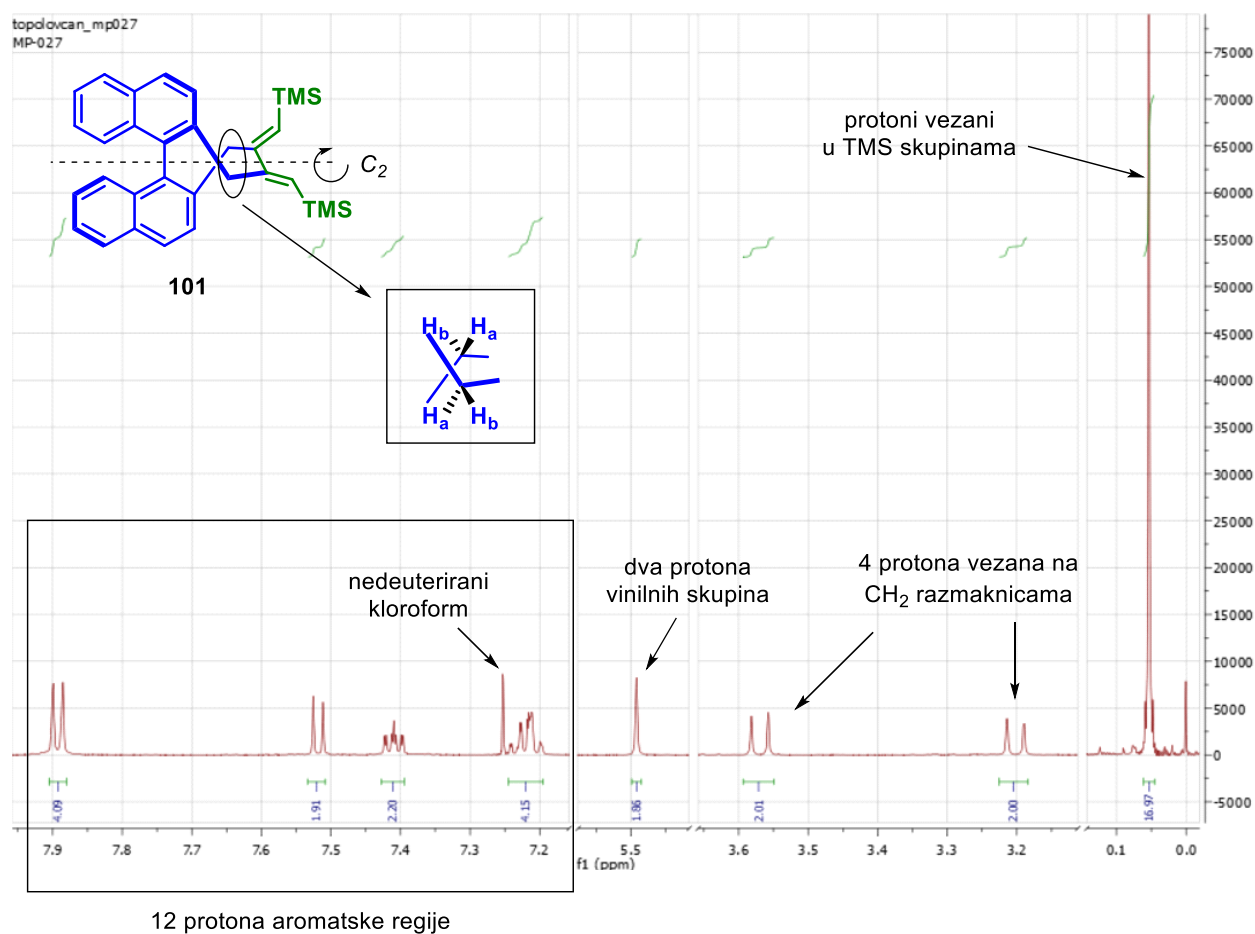 topolovcan_mp027
MP-027
TMS
C2
TMS
101
Hb Ha
Ha Hb
protoni vezani
u TMS skupinama
nedeuterirani
kloroform
dva protona
vinilnih skupina
4 protona vezana na
CH2 razmaknicama
75000
70000
65000
60000
55000
50000
45000
40000
35000
30000
25000
20000
15000
10000
5000
0
-5000
4.09
1.91
2.20
4.15
1.86
2.01
2.00
16.97
7.9 7.8 7.7 7.6 7.5 7.4 7.3 7.2 5.5 3.6 3.5 3.4 3.3 3.2 0.1 0.0
f1 (ppm)
12 protona aromatske regije